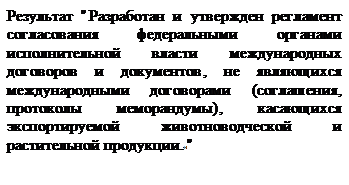 Результат "Разработан и утвержден регламент
согласования федеральными органами
исполнительной власти международных
договоров и документов, не являющихся
международными договорами (соглашения,
протоколы меморандумы), касающихся
экспортируемой животноводческой и
растительной продукции."